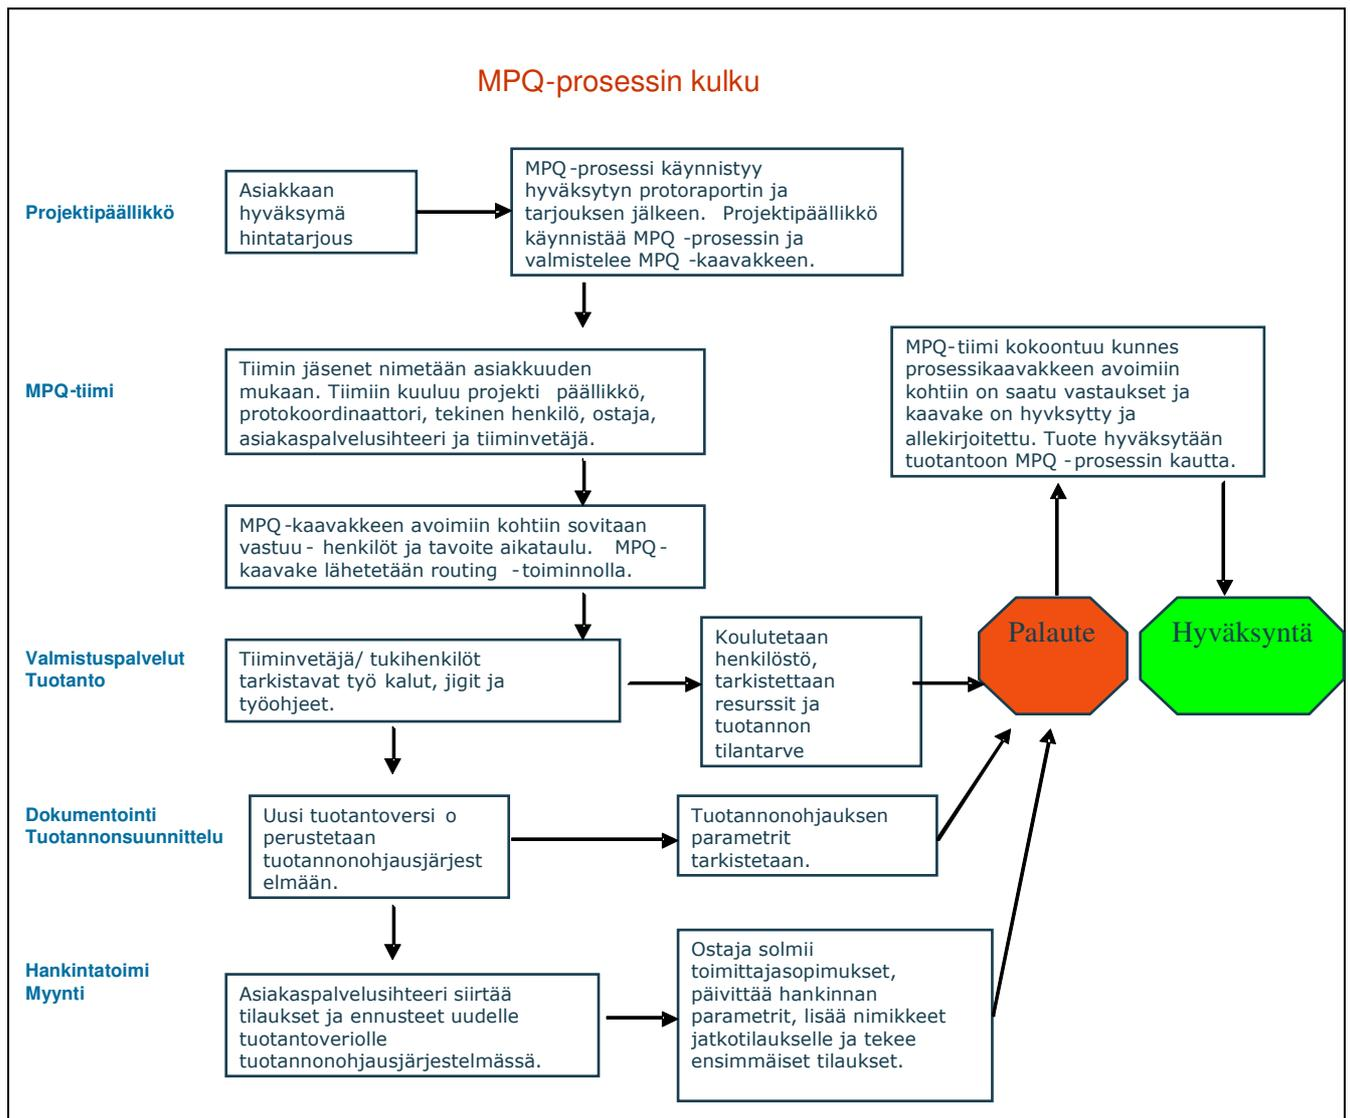 MPQ-prosessin kulku
Projektipäällikkö
Asiakkaan
hyväksymä
hintatarjous
MPQ-prosessi käynnistyy
hyväksytyn protoraportin ja
tarjouksen jälkeen. Projektipäällikkö
käynnistää MPQ -prosessin ja
valmistelee MPQ -kaavakkeen.
MPQ-tiimi
Tiimin jäsenet nimetään asiakkuuden
mukaan. Tiimiin kuuluu projekti päällikkö,
protokoordinaattori, tekinen henkilö, ostaja,
asiakaspalvelusihteeri ja tiiminvetäjä.
MPQ-tiimi kokoontuu kunnes
prosessikaavakkeen avoimiin
kohtiin on saatu vastaukset ja
kaavake on hyvksytty ja
allekirjoitettu. Tuote hyväksytään
tuotantoon MPQ -prosessin kautta.
MPQ-kaavakkeen avoimiin kohtiin sovitaan
vastuu- henkilöt ja tavoite aikataulu. MPQ-
kaavake lähetetään routing -toiminnolla.
Valmistuspalvelut
Tuotanto
Tiiminvetäjä/ tukihenkilöt
tarkistavat työ kalut, jigit ja
työohjeet.
Koulutetaan
henkilöstö,
tarkistettaan
resurssit ja
tuotannon
tilantarve
Palaute
Hyväksyntä
Dokumentointi
Tuotannonsuunnittelu
Uusi tuotantoversi o
perustetaan
tuotannonohjausjärjest
elmään.
Tuotannonohjauksen
parametrit
tarkistetaan.
Hankintatoimi
Myynti
Asiakaspalvelusihteeri siirtää
tilaukset ja ennusteet uudelle
tuotantoveriolle
tuotannonohjausjärjestelmässä.
Ostaja solmii
toimittajasopimukset,
päivittää hankinnan
parametrit, lisää nimikkeet
jatkotilaukselle ja tekee
ensimmäiset tilaukset.